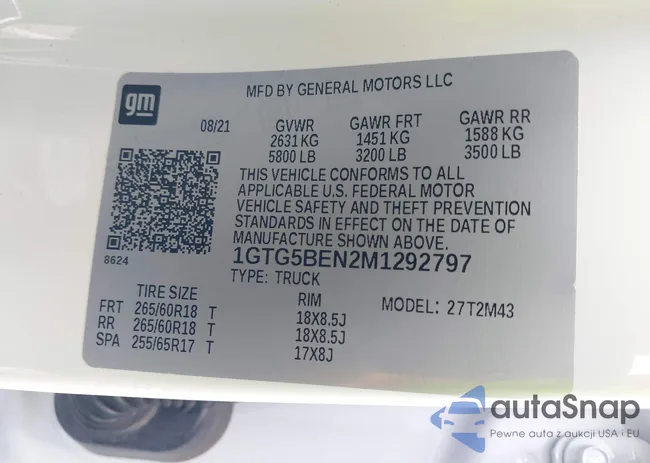 gm
MFD BY GENERAL MOTORS LLC
08/21 GVWR GAWR FRT GAWR RR
2631 KG 1451 KG 1588 KG
5800 LB 3200 LB 3500 LB
THIS VEHICLE CONFORMS TO ALL
APPLICABLE U.S. FEDERAL MOTOR
VEHICLE SAFETY AND THEFT PREVENTION
STANDARDS IN EFFECT ON THE DATE OF
MANUFACTURE SHOWN ABOVE.
8624
1GTG5BEN2M1292797
TYPE: TRUCK
TIRE SIZE RIM MODEL: 27T2M43
FRT 265/60R18 T 18X8.5J
RR 265/60R18 T 18X8.5J
SPA 255/65R17 T 17X8J
autaSnap
Pewne auta z aukcji USA i EU